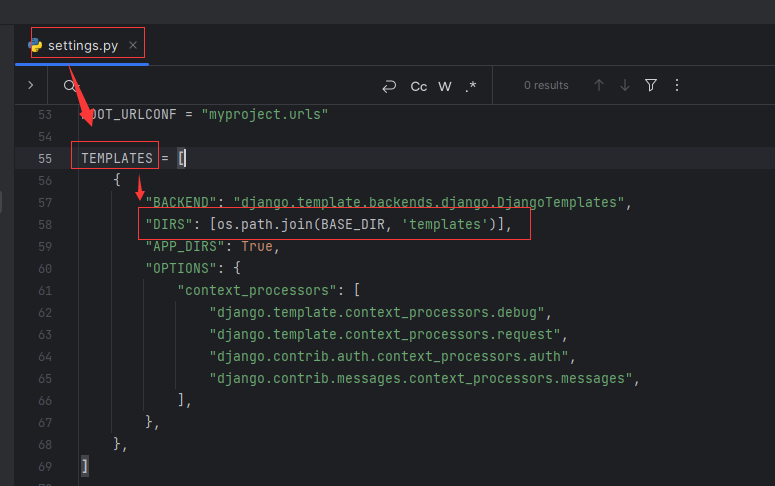 settings.py
Cc W .* 0 results
53 ROOT_URLCONF = "myproject.urls"
54
55 TEMPLATES = [
56 {
57 "BACKEND": "django.template.backends.django.DjangoTemplates",
58 "DIRS": [os.path.join(BASE_DIR, 'templates')],
59 "APP_DIRS": True,
60 "OPTIONS": {
61 "context_processors": [
62 "django.template.context_processors.debug",
63 "django.template.context_processors.request",
64 "django.contrib.auth.context_processors.auth",
65 "django.contrib.messages.context_processors.messages",
66 ],
67 },
68 },
69 ]